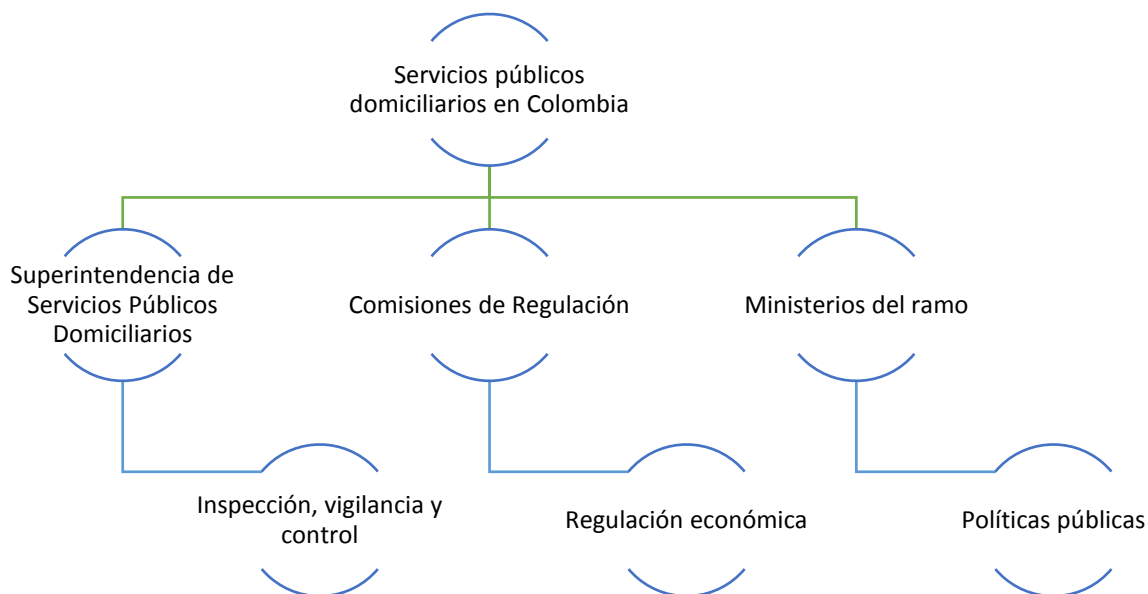 Servicios públicos
domiciliarios en Colombia
Superintendencia de
Servicios Públicos
Domiciliarios
Comisiones de Regulación
Ministerios del ramo
Inspección, vigilancia y
control
Regulación económica
Políticas públicas